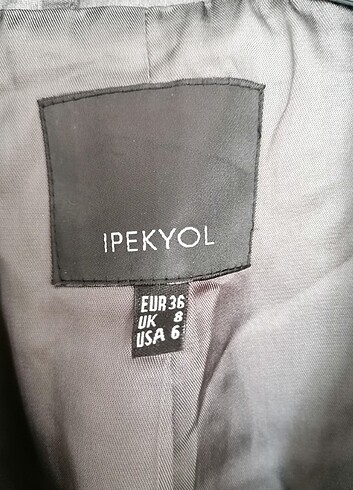 IPEKYOL
EUR 36
UK 8
USA 6